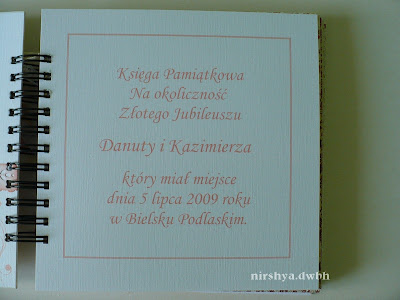 Księga Pamiątkowa
Na okoliczność
Złotego Jubileuszu
Danuty i Kazimierza
który miał miejsce
dnia 5 lipca 2009 roku
w Bielsku Podlaskim.
nirshya.dwbh